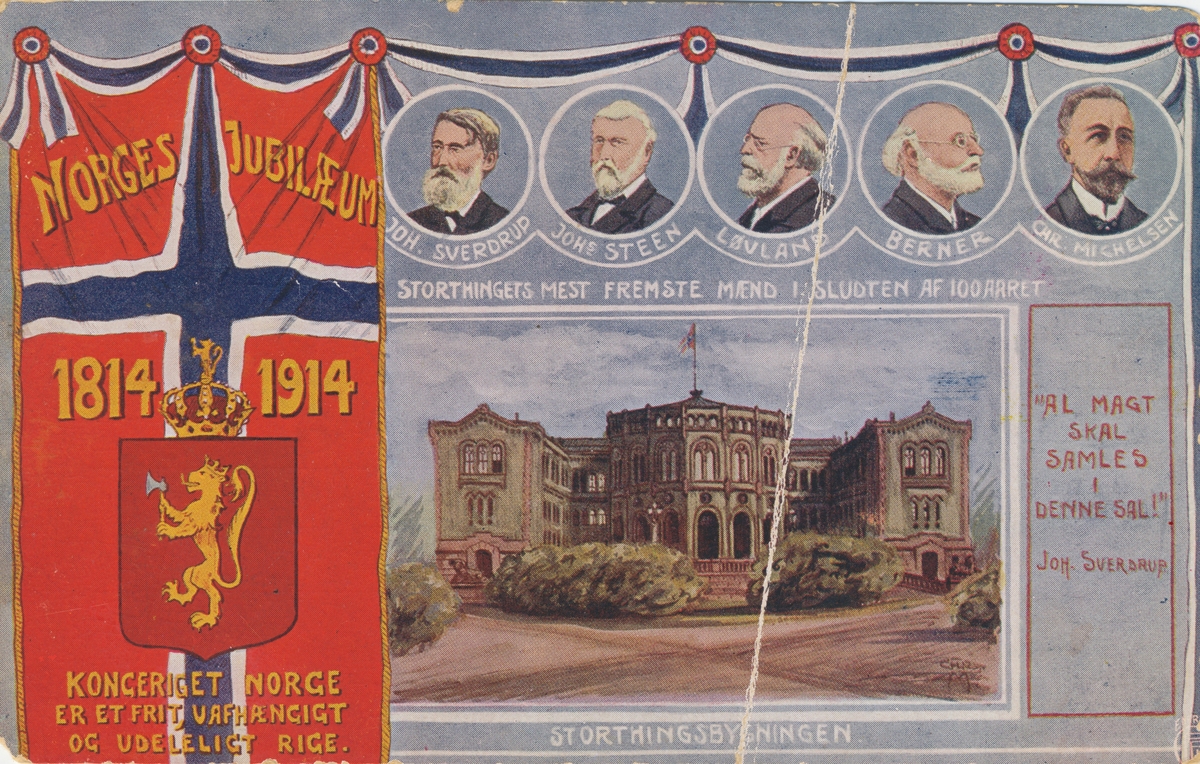 NORGES JUBILÆUM
1814 1914
KONGERIGET NORGE
ER ET FRIT, UAFHÆNGIGT
OG UDELELIGT RIGE.
JOH. SVERDRUP
JOHS STEEN
LØVLAND
BERNER
CHR. MICHELSEN
STORTHINGETS MEST FREMSTE MÆND I SLUDTEN AF 100 AARET
"AL MAGT
SKAL
SAMLES
I
DENNE SAL!"
JOH. SVERDRUP
STORTHINGSBYGNINGEN